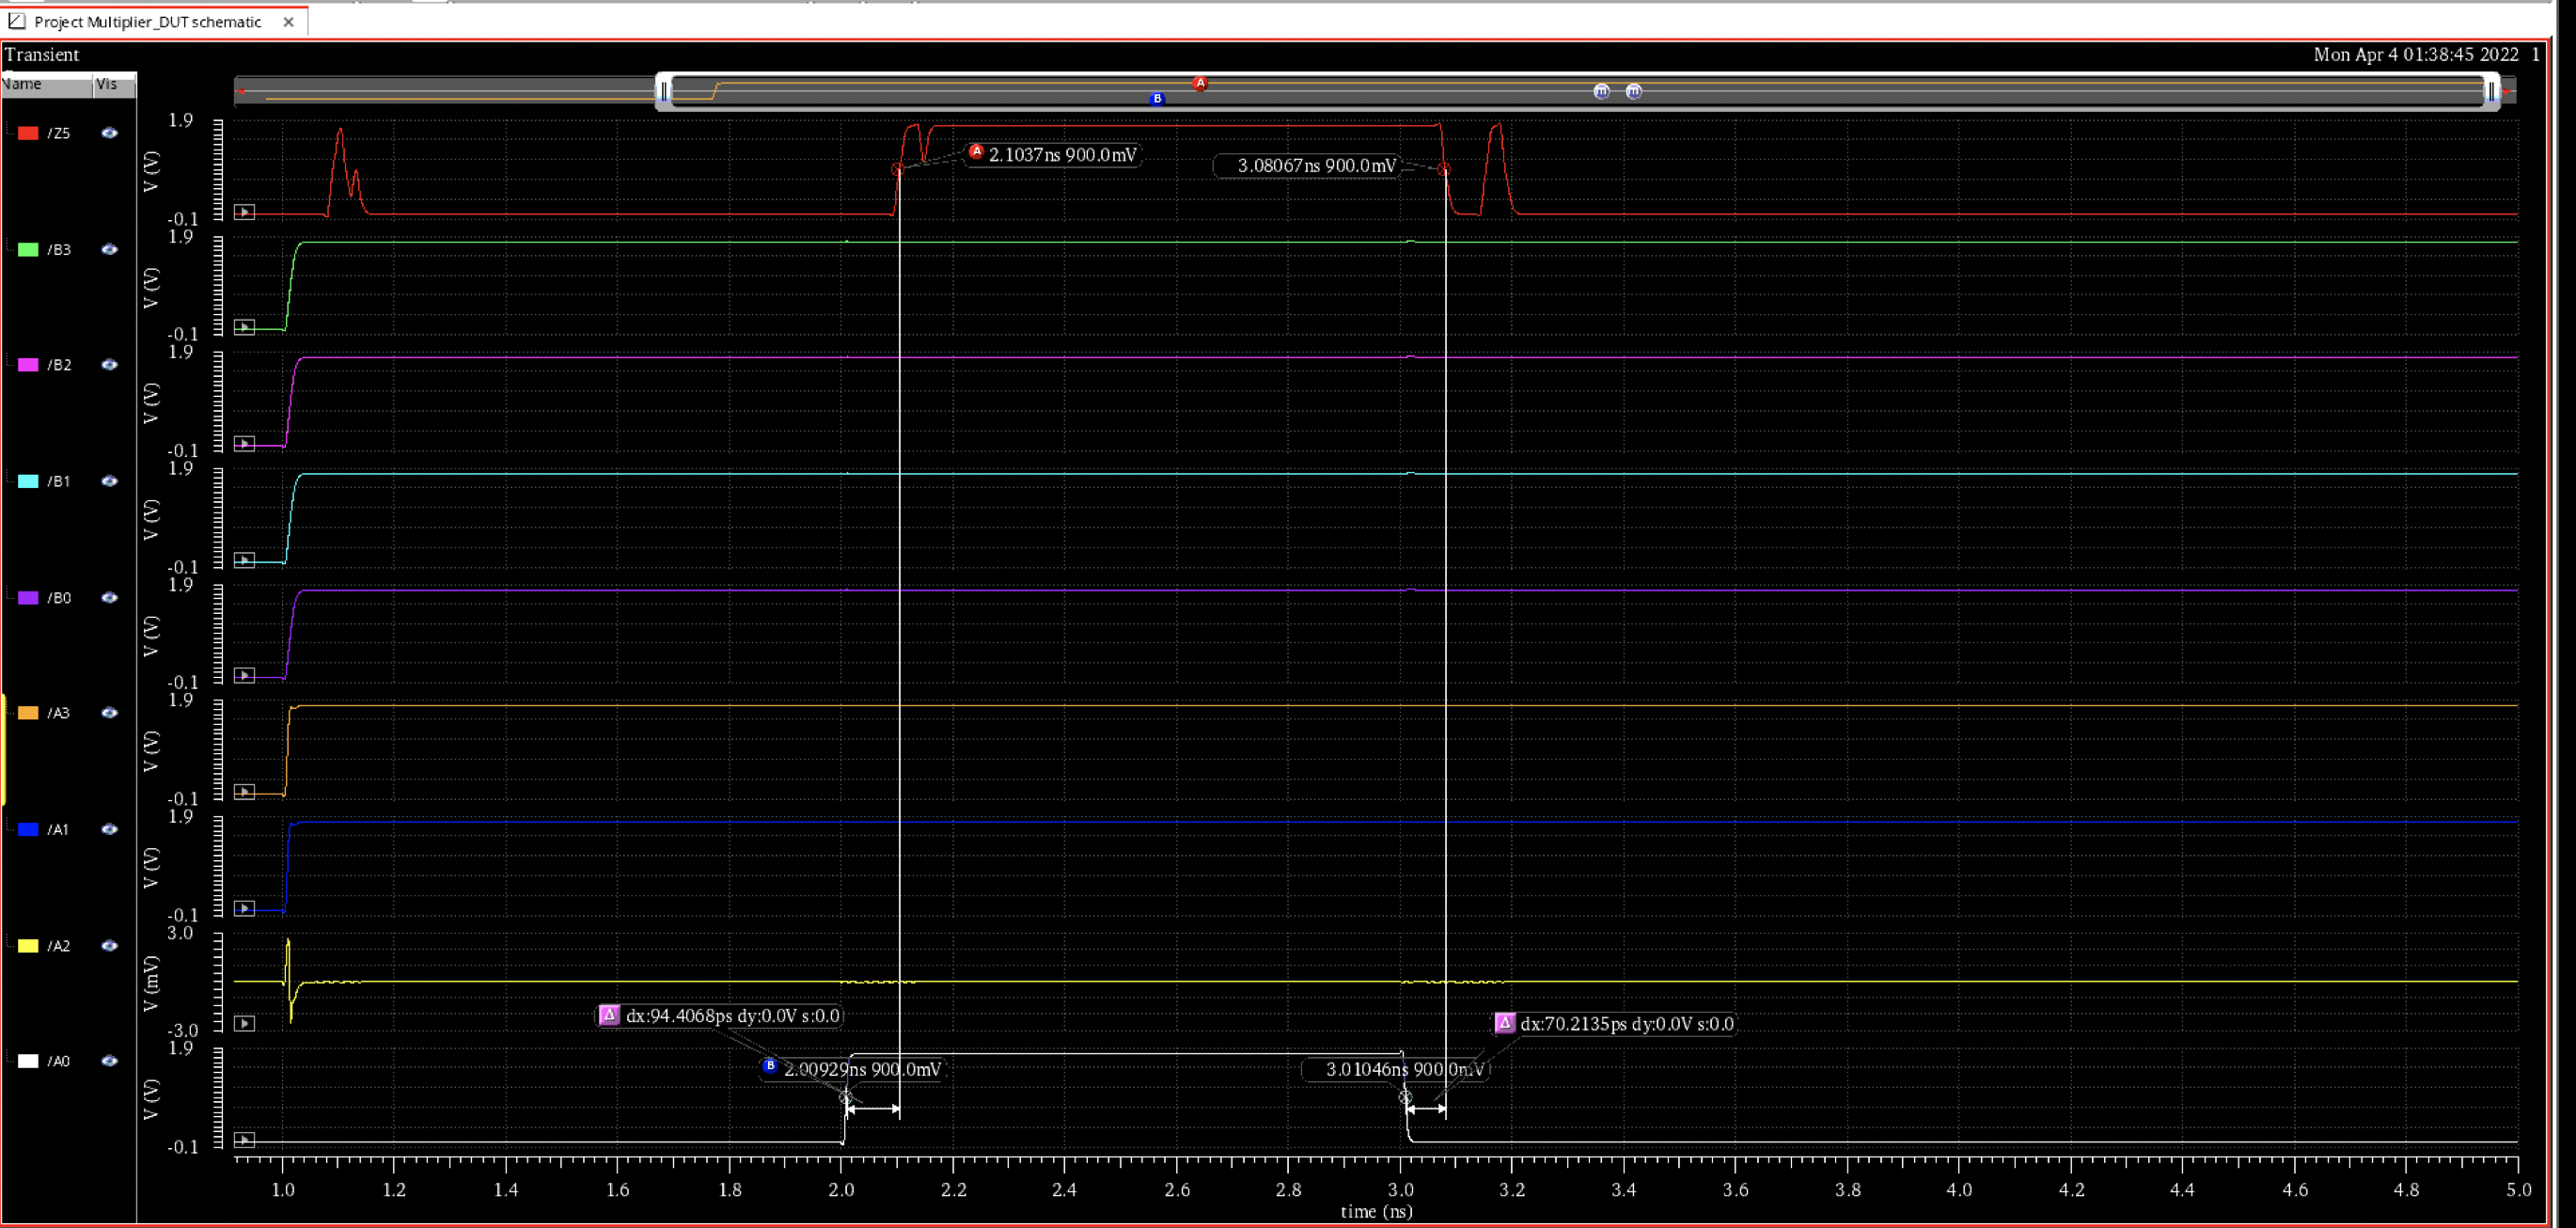 Project Multiplier_DUT schematic ×
Transient
Mon Apr 4 01:38:45 2022 1
Name Vis
A
B
m m
/Z5
V (V)
1.9
-0.1
A 2.1037ns 900.0mV
3.08067ns 900.0mV
/B3
V (V)
1.9
-0.1
/B2
V (V)
1.9
-0.1
/B1
V (V)
1.9
-0.1
/B0
V (V)
1.9
-0.1
/A3
V (V)
1.9
-0.1
/A1
V (V)
1.9
-0.1
/A2
V (mV)
3.0
-3.0
Δ dx:94.4068ps dy:0.0V s:0.0
Δ dx:70.2135ps dy:0.0V s:0.0
/A0
V (V)
1.9
-0.1
B 2.00929ns 900.0mV
3.01046ns 900.0mV
1.0 1.2 1.4 1.6 1.8 2.0 2.2 2.4 2.6 2.8 3.0 3.2 3.4 3.6 3.8 4.0 4.2 4.4 4.6 4.8 5.0
time (ns)